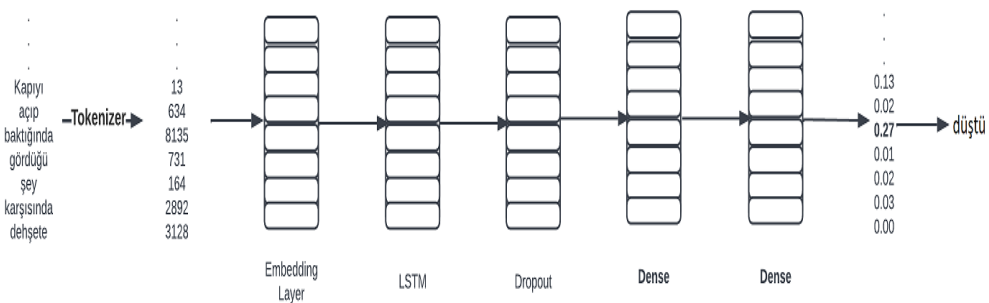 .
.
.
Kapıyı
açıp
baktığında
gördüğü
şey
karşısında
dehşete
Tokenizer
.
.
.
13
634
8135
731
164
2892
3128
Embedding
Layer
LSTM
Dropout
Dense
Dense
.
.
.
0.13
0.02
0.27
0.01
0.02
0.03
0.00
düştü